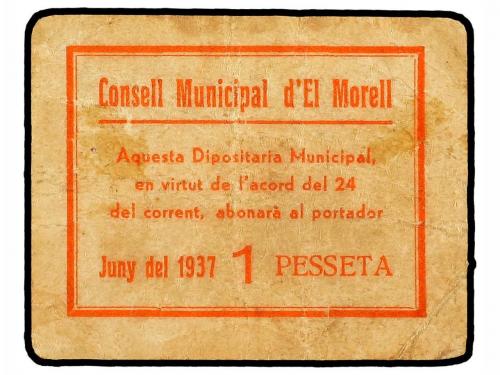 Consell Municipal d'El Morell
Aquesta Dipositaria Municipal,
en virtut de l'acord del 24
del corrent, abonarà al portador
Juny del 1937 1 PESSETA